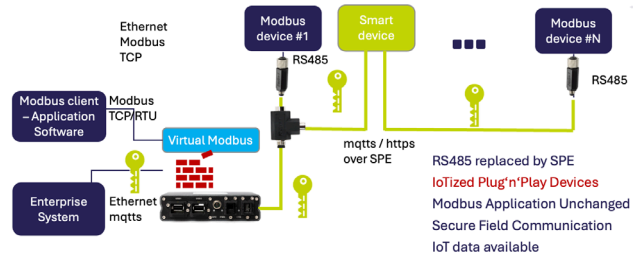 Ethernet
Modbus
TCP
Modbus
device #1
Smart
device
Modbus
device #N
RS485
RS485
Modbus client
– Application
Software
Modbus
TCP/RTU
Virtual Modbus
mqtts / https
over SPE
Enterprise
System
Ethernet
mqtts
RS485 replaced by SPE
IoTized Plug‘n‘Play Devices
Modbus Application Unchanged
Secure Field Communication
IoT data available